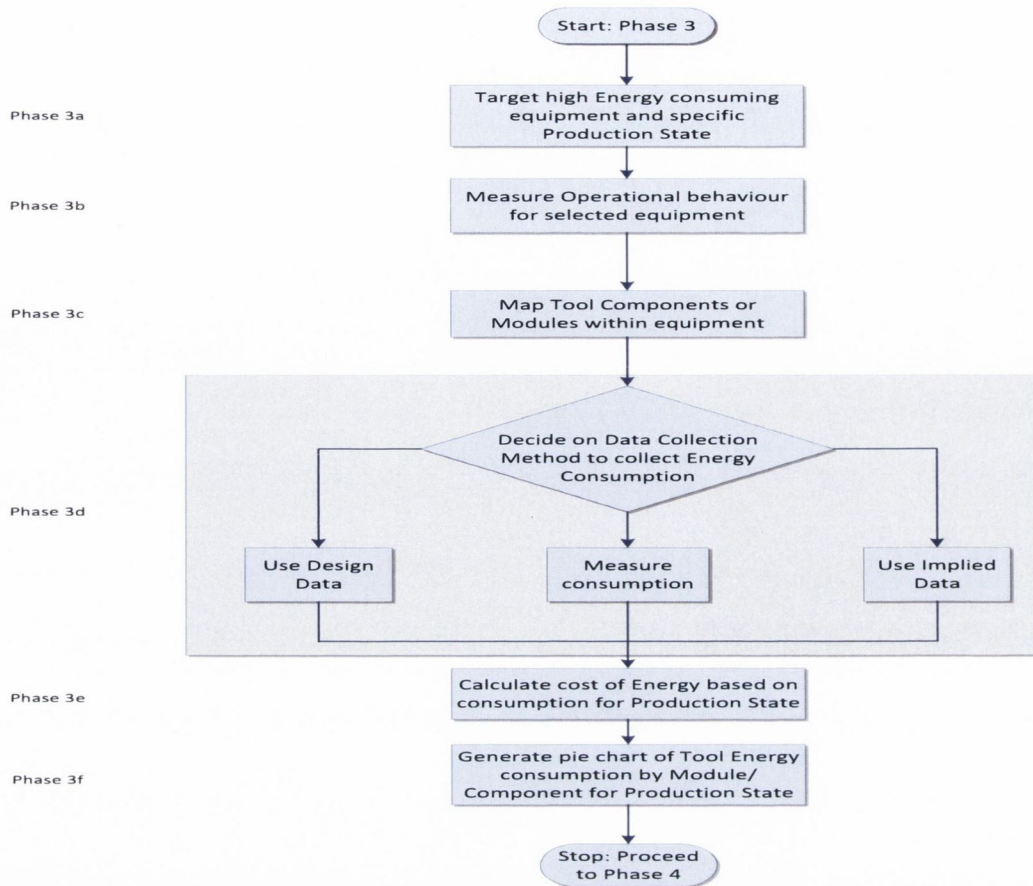 Start: Phase 3
Phase 3a
Target high Energy consuming
equipment and specific
Production State
Phase 3b
Measure Operational behaviour
for selected equipment
Phase 3c
Map Tool Components or
Modules within equipment
Phase 3d
Decide on Data Collection
Method to collect Energy
Consumption
Use Design
Data
Measure
consumption
Use Implied
Data
Phase 3e
Calculate cost of Energy based on
consumption for Production State
Phase 3f
Generate pie chart of Tool Energy
consumption by Module/
Component for Production State
Stop: Proceed
to Phase 4